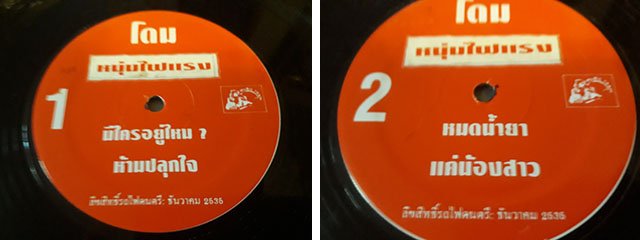 โดม
หนุ่มไฟแรง
1
มีใครอยู่ไหม ?
ห้ามปลุกใจ
ลิขสิทธิ์รถไฟดนตรี: ธันวาคม 2535
โดม
หนุ่มไฟแรง
2
หมดน้ำยา
แค่น้องสาว
ลิขสิทธิ์รถไฟดนตรี: ธันวาคม 2535